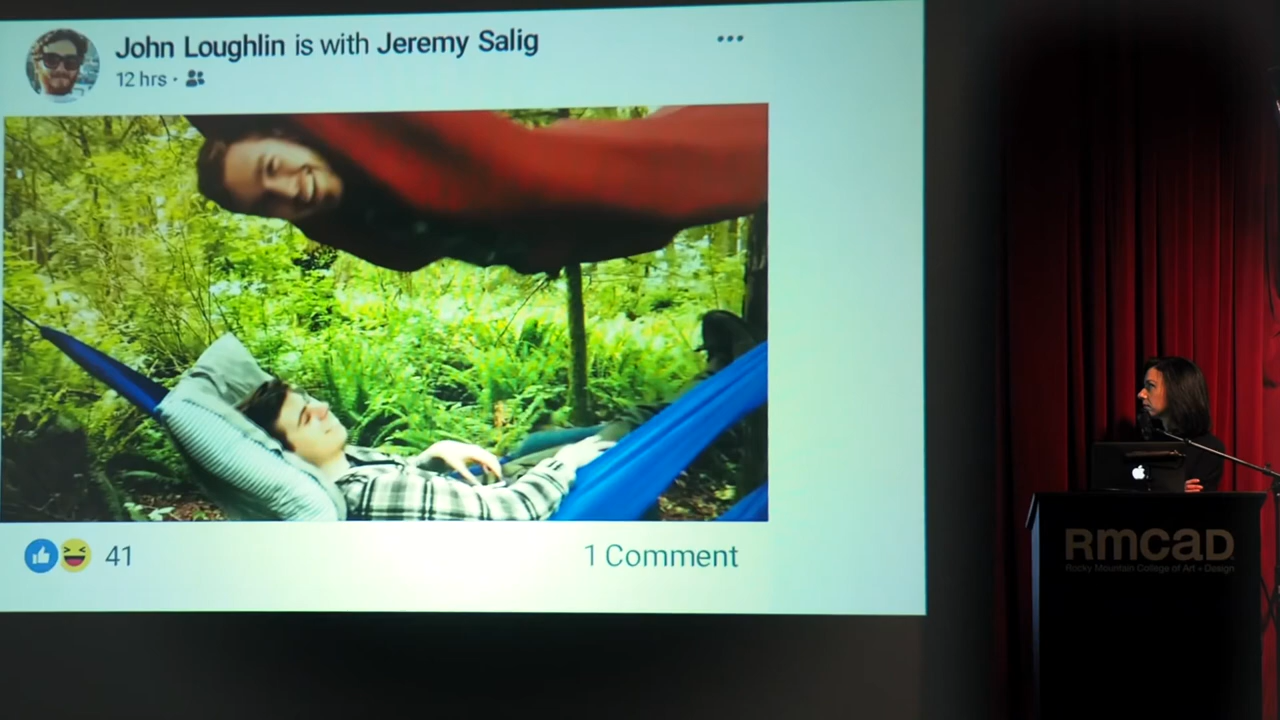 John Loughlin is with Jeremy Salig
12 hrs ·
41
1 Comment
RMCAD
Rocky Mountain College of Art + Design